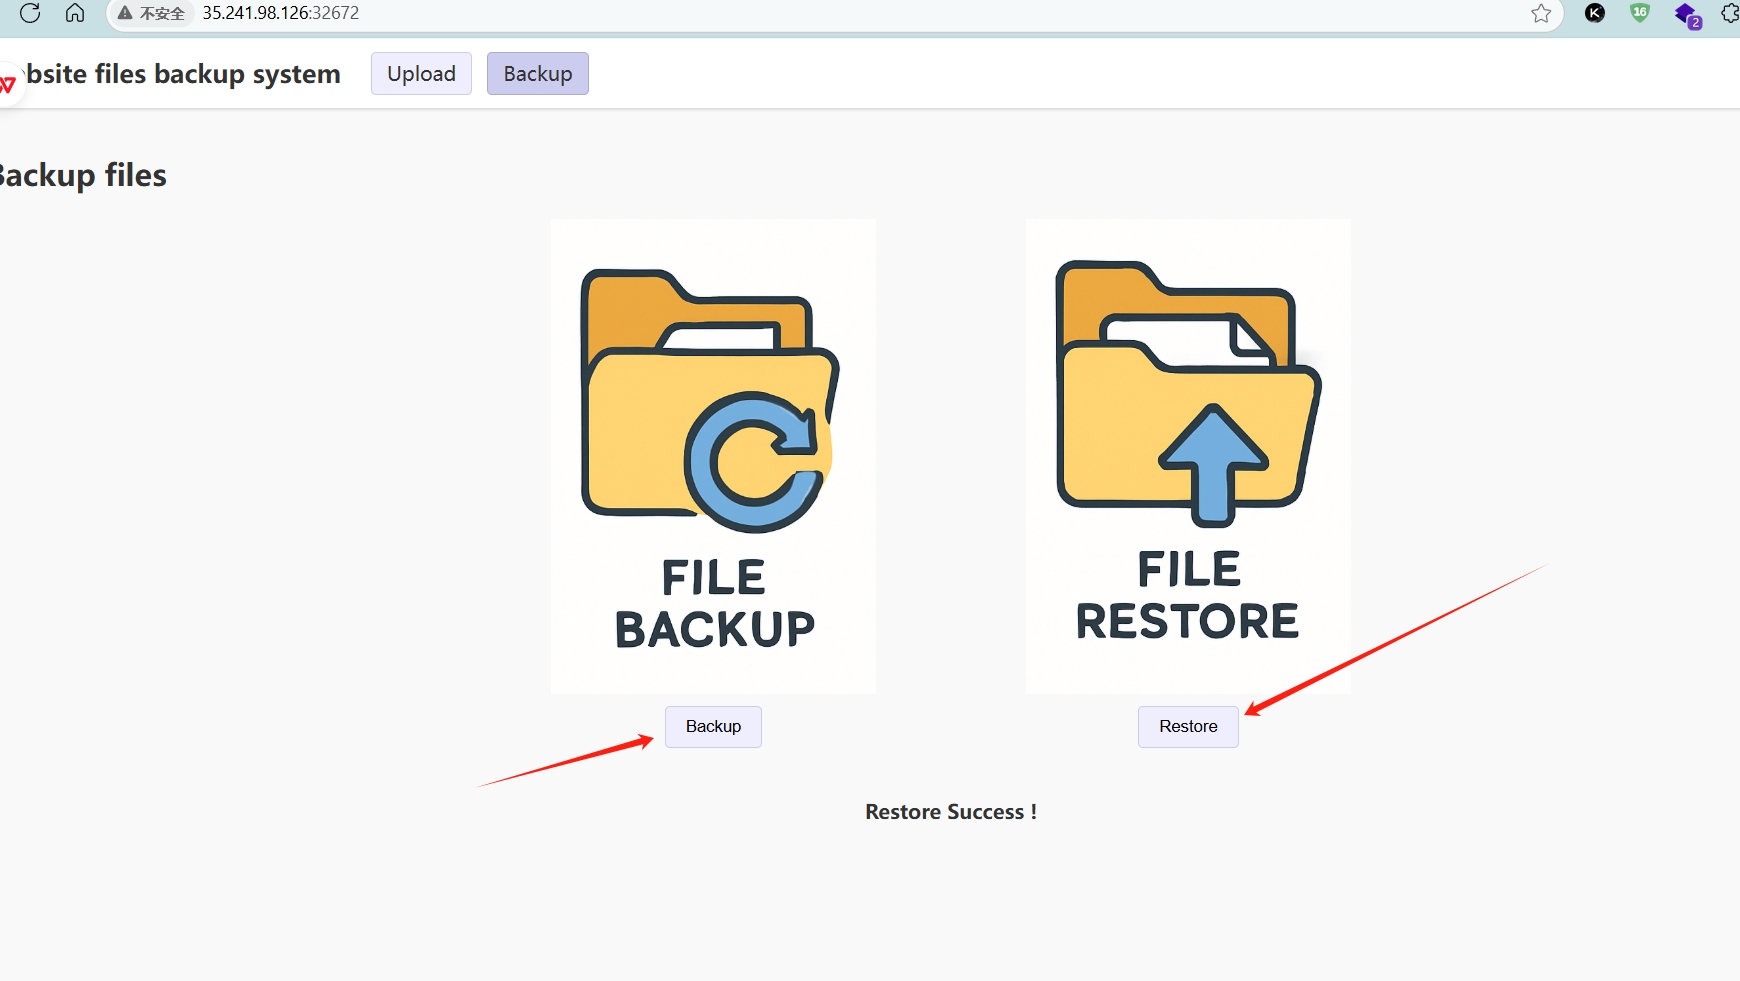 不安全 35.241.98.126:32672
16
2
bsite files backup system
Upload
Backup
Backup files
FILE
BACKUP
FILE
RESTORE
Backup
Restore
Restore Success !